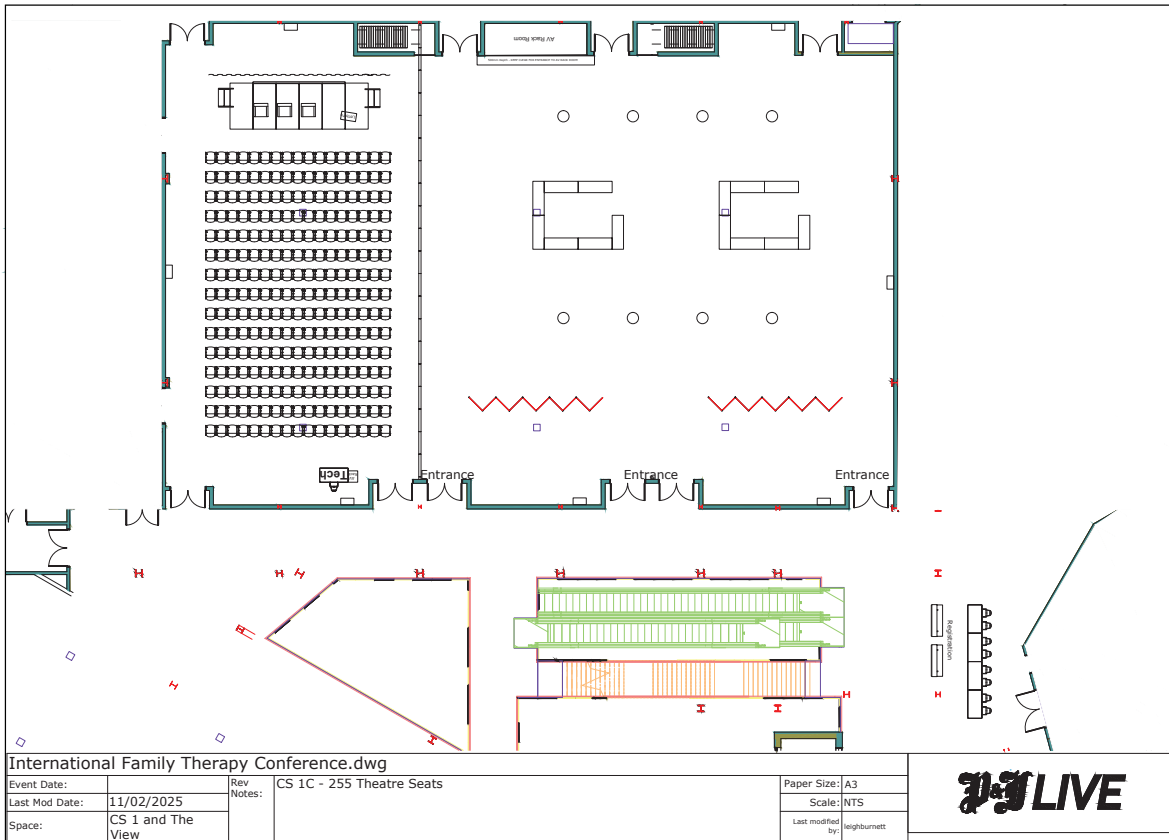 AV Rack Room
Tech
Entrance
Entrance
Entrance
Registration
International Family Therapy Conference.dwg
Event Date:
Last Mod Date: 11/02/2025
Space: CS 1 and The
View
Rev
Notes:
CS 1C - 255 Theatre Seats
Paper Size: A3
Scale: NTS
Last modified
by: leighburnett
P&J LIVE